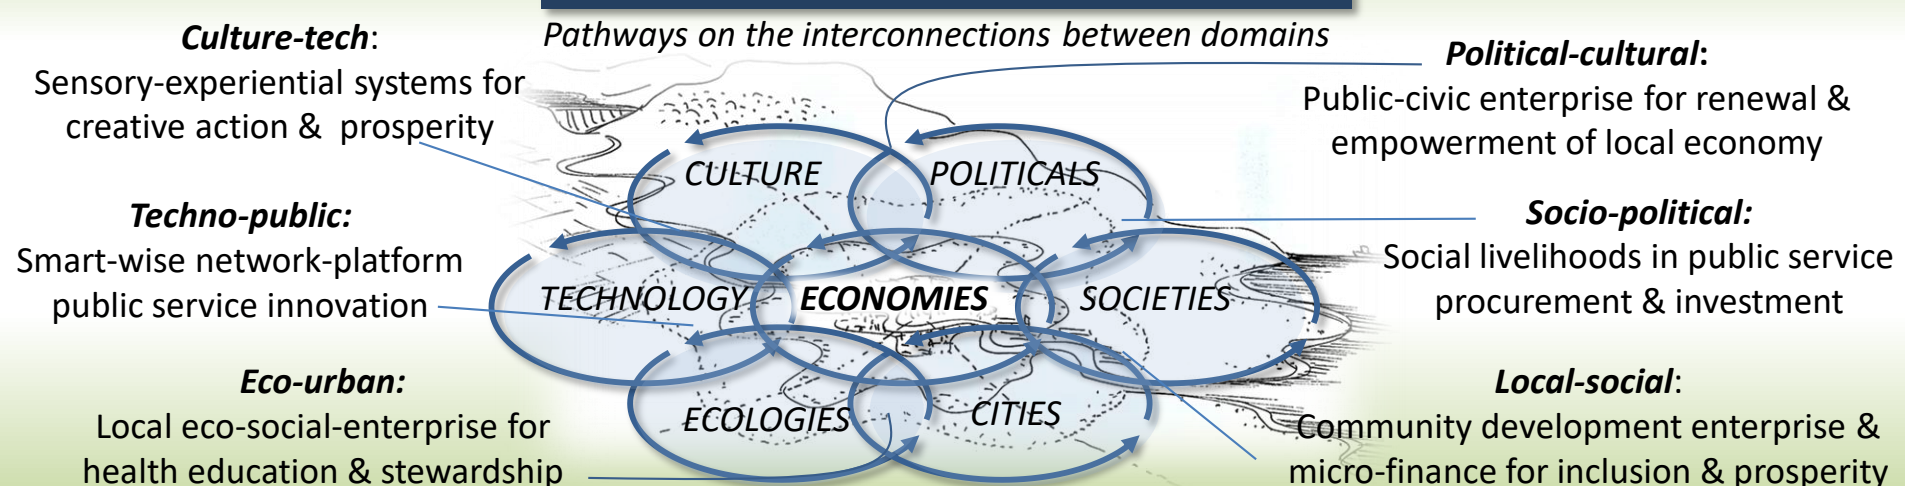 Pathways on the interconnections between domains
Culture-tech:
Sensory-experiential systems for
creative action & prosperity
Techno-public:
Smart-wise network-platform
public service innovation
Eco-urban:
Local eco-social-enterprise for
health education & stewardship
CULTURE
POLITICALS
TECHNOLOGY
ECONOMIES
SOCIETIES
ECOLOGIES
CITIES
Political-cultural:
Public-civic enterprise for renewal &
empowerment of local economy
Socio-political:
Social livelihoods in public service
procurement & investment
Local-social:
Community development enterprise &
micro-finance for inclusion & prosperity